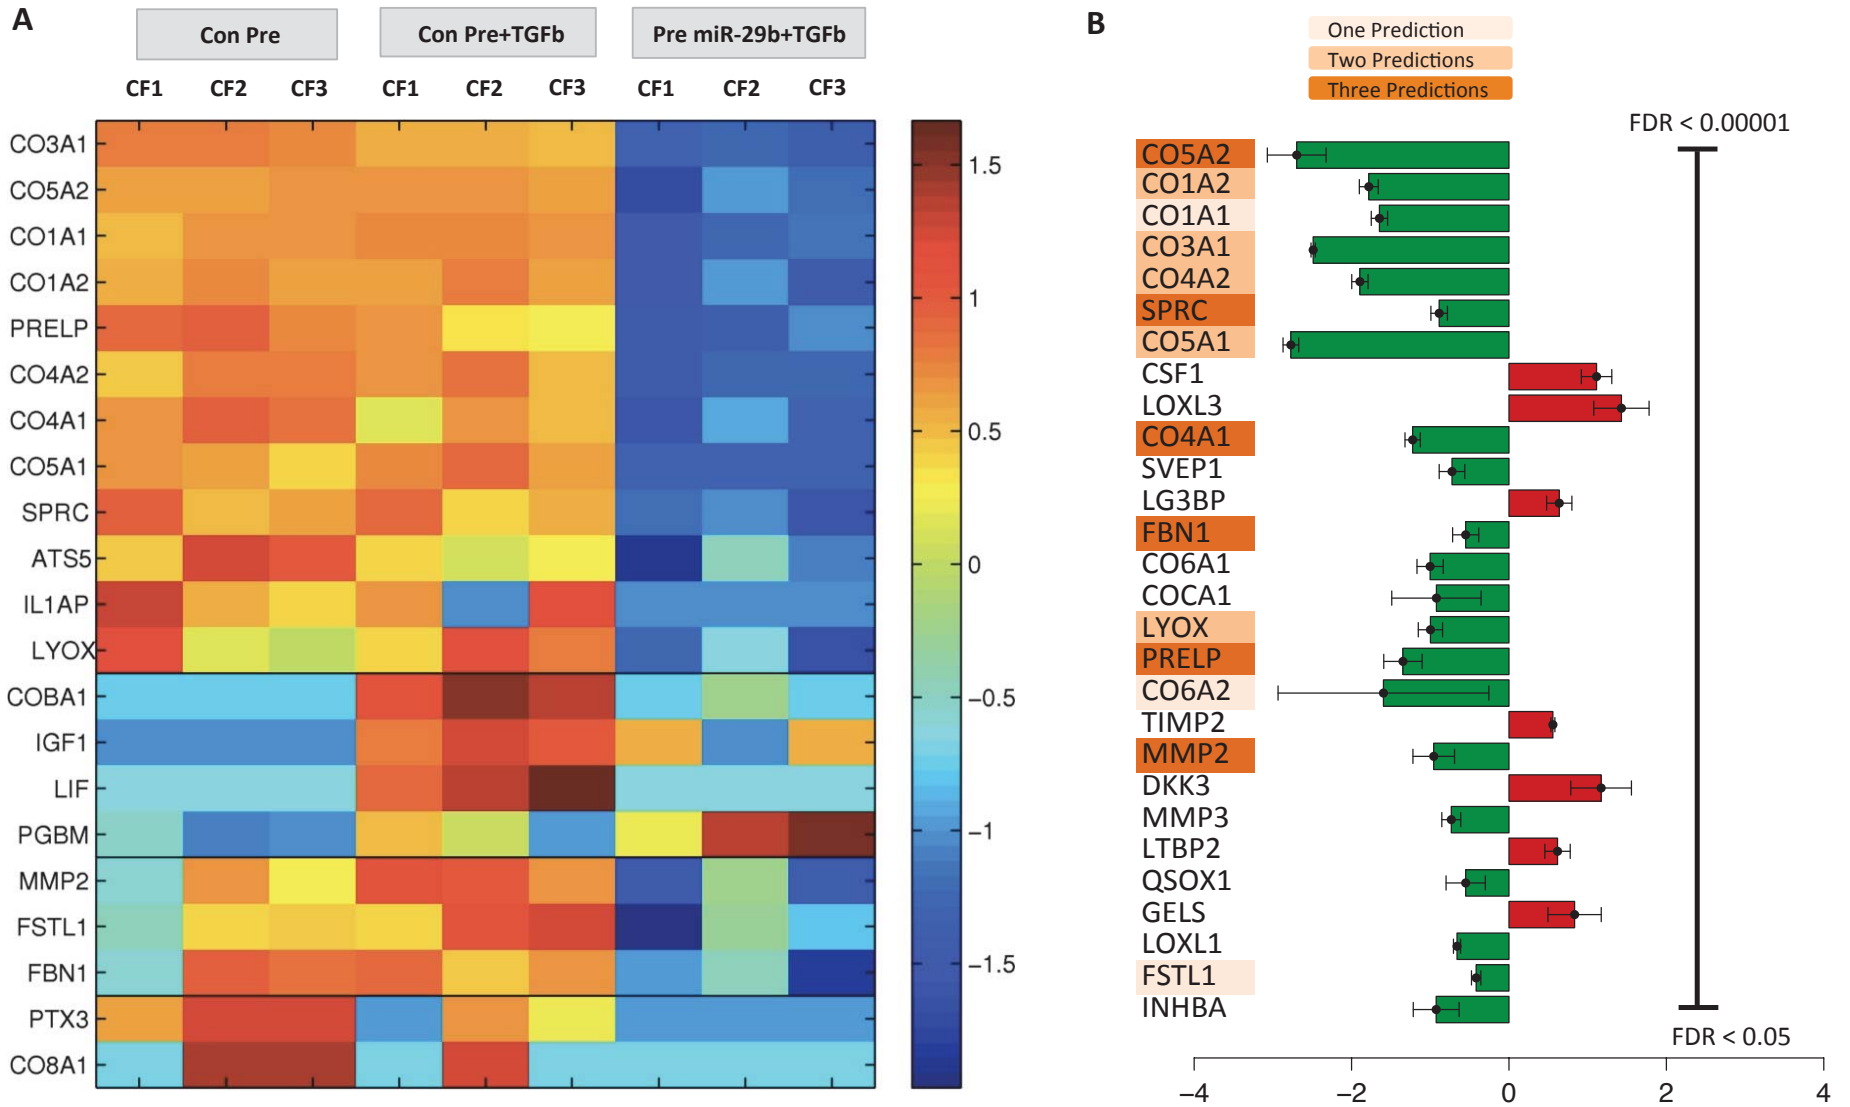 A
Con Pre
Con Pre+TGFb
Pre miR-29b+TGFb
CF1 CF2 CF3 CF1 CF2 CF3 CF1 CF2 CF3
CO3A1
CO5A2
CO1A1
CO1A2
PRELP
CO4A2
CO4A1
CO5A1
SPRC
ATS5
IL1AP
LYOX
COBA1
IGF1
LIF
PGBM
MMP2
FSTL1
FBN1
PTX3
CO8A1
1.5
1
0.5
0
−0.5
−1
−1.5
B
One Prediction
Two Predictions
Three Predictions
FDR < 0.00001
CO5A2
CO1A2
CO1A1
CO3A1
CO4A2
SPRC
CO5A1
CSF1
LOXL3
CO4A1
SVEP1
LG3BP
FBN1
CO6A1
COCA1
LYOX
PRELP
CO6A2
TIMP2
MMP2
DKK3
MMP3
LTBP2
QSOX1
GELS
LOXL1
FSTL1
INHBA
FDR < 0.05
−4 −2 0 2 4